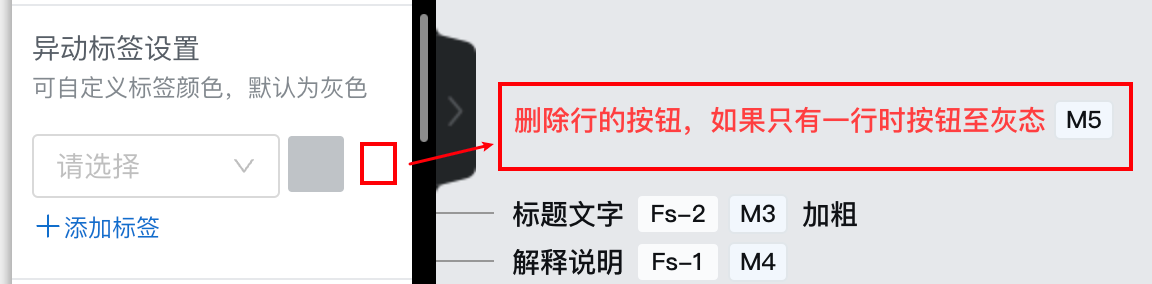 异动标签设置
可自定义标签颜色，默认为灰色
请选择
+添加标签
删除行的按钮，如果只有一行时按钮至灰态 M5
标题文字 Fs-2 M3 加粗
解释说明 Fs-1 M4